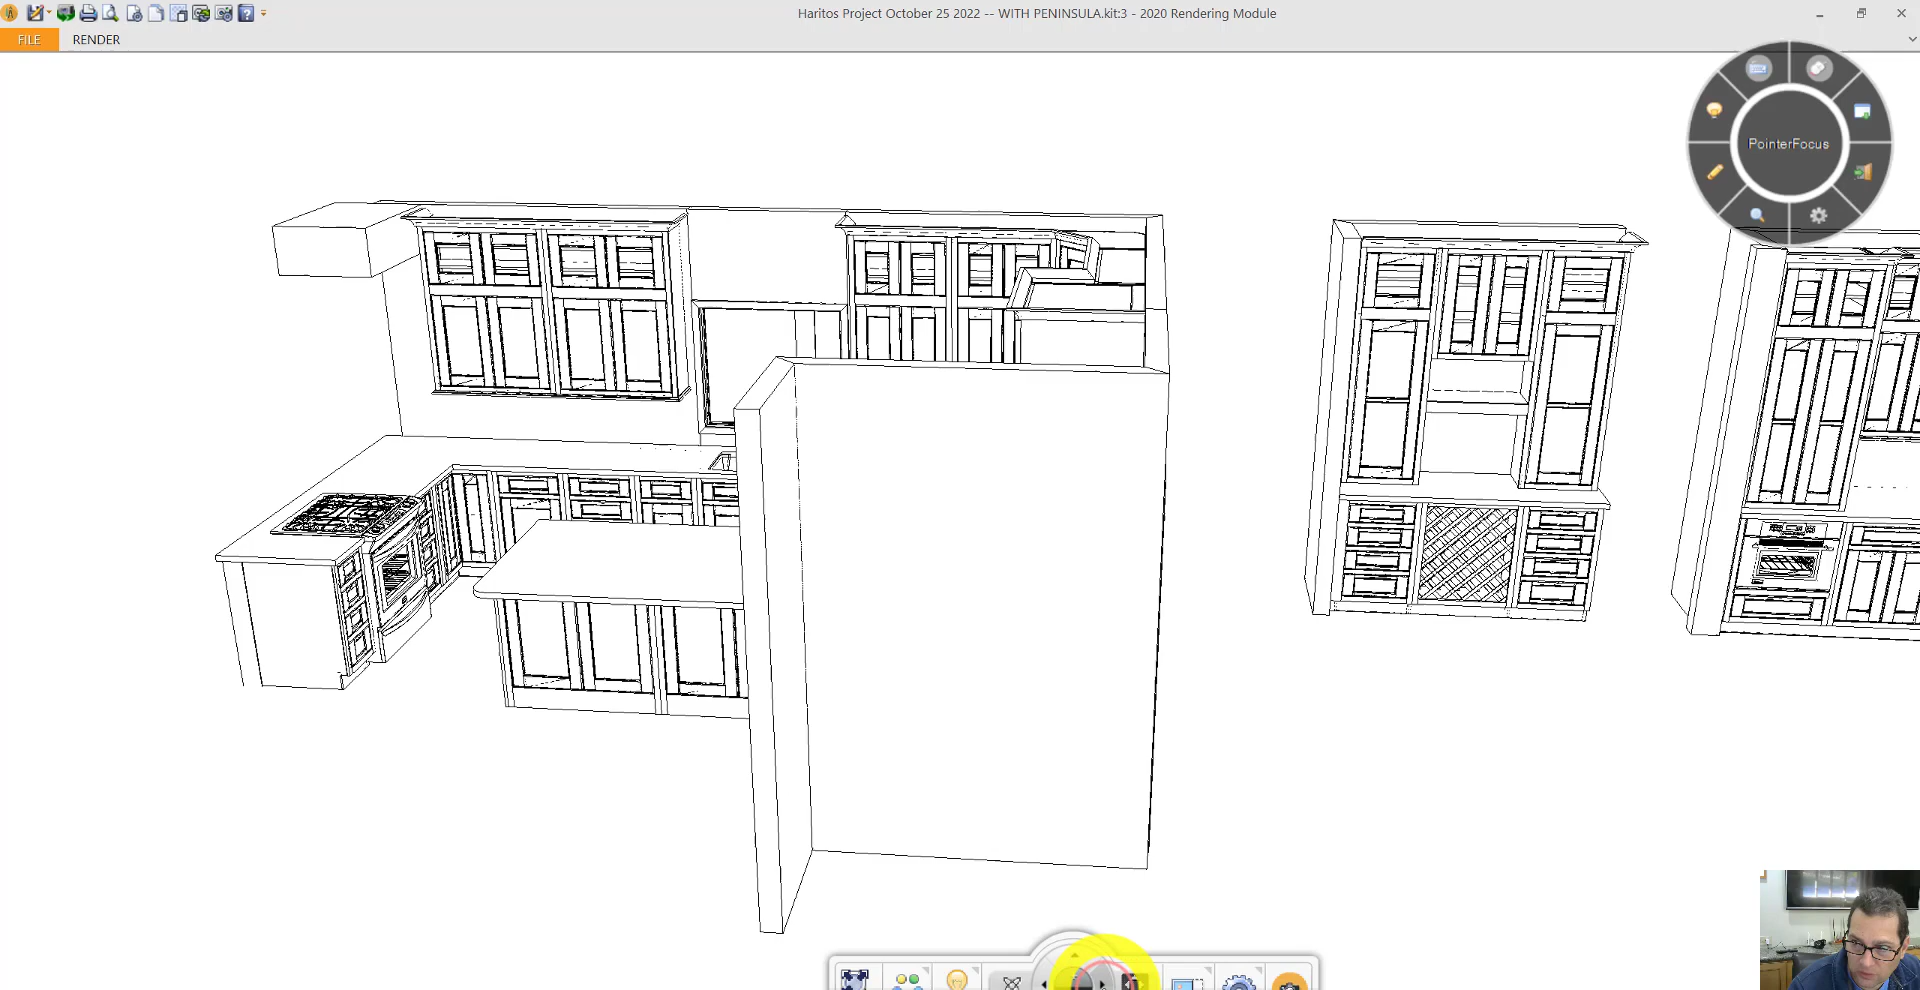 Haritos Project October 25 2022 -- WITH PENINSULA.kit:3 - 2020 Rendering Module
FILE
RENDER
PointerFocus